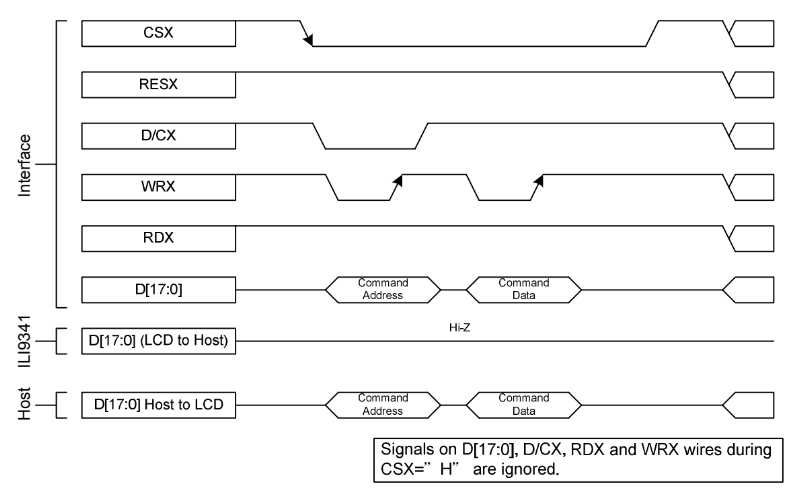 CSX
RESX
D/CX
WRX
RDX
D[17:0]
Command
Address
Command
Data
D[17:0] (LCD to Host)
Hi-Z
D[17:0] Host to LCD
Command
Address
Command
Data
Interface
ILI9341
Host
Signals on D[17:0], D/CX, RDX and WRX wires during
CSX=” H” are ignored.